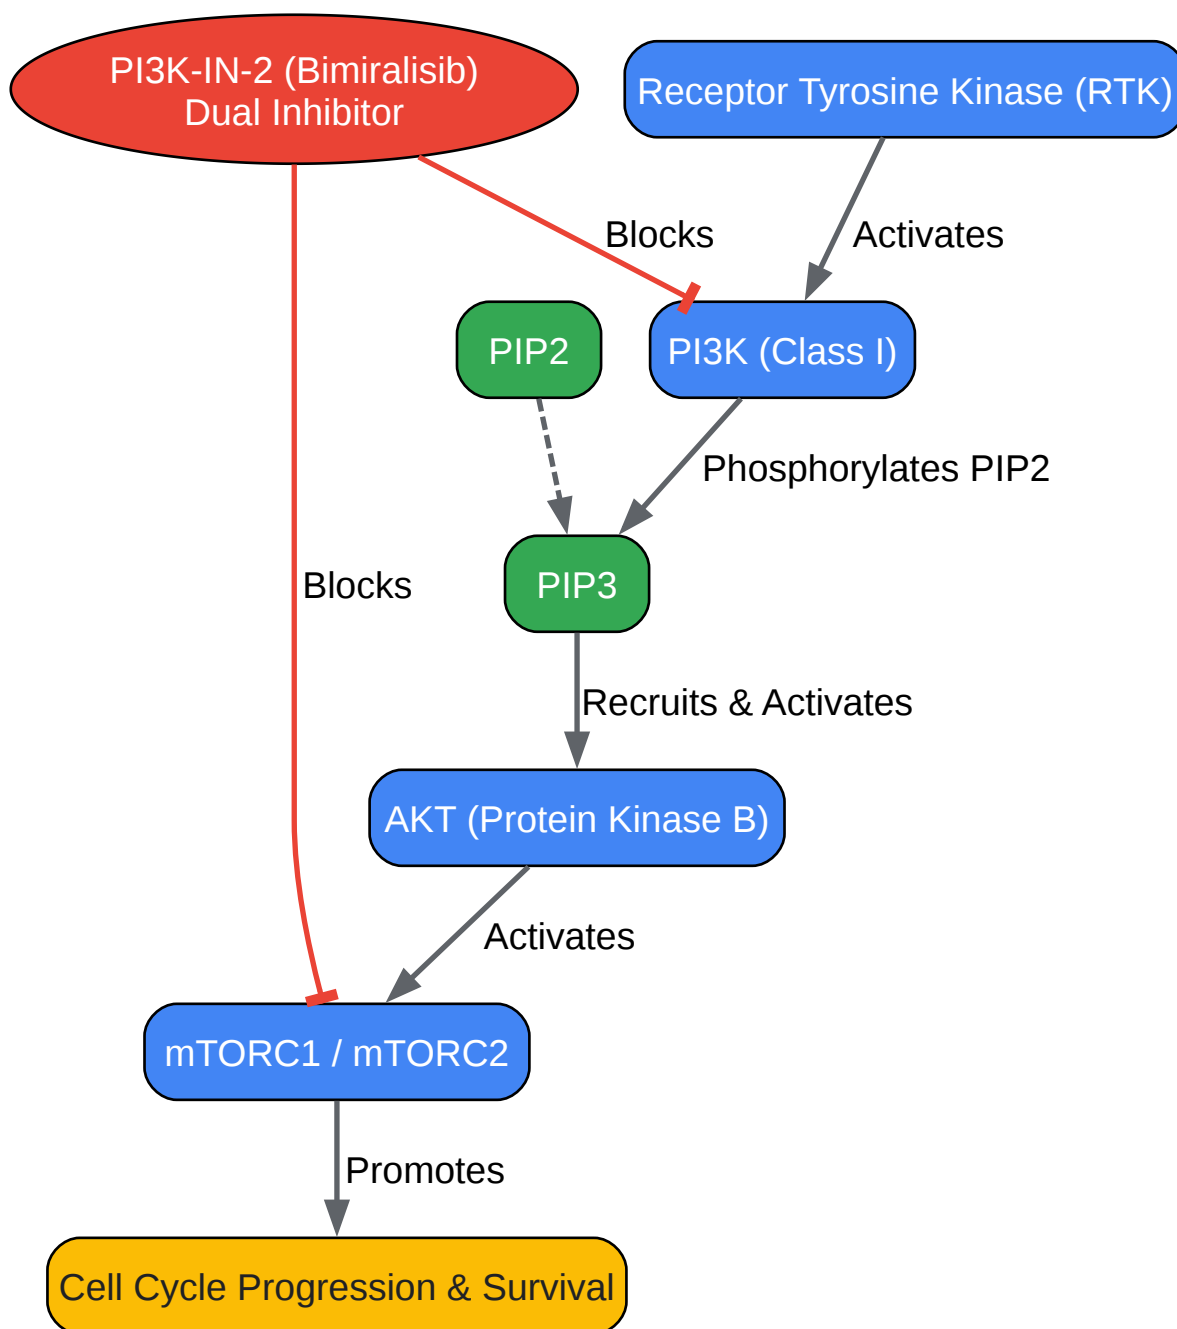 PI3K-IN-2 (Bimiralisib)
Dual Inhibitor
Receptor Tyrosine Kinase (RTK)
Blocks
Activates
PIP2
PI3K (Class I)
Phosphorylates PIP2
PIP3
Blocks
Recruits & Activates
AKT (Protein Kinase B)
Activates
mTORC1 / mTORC2
Promotes
Cell Cycle Progression & Survival